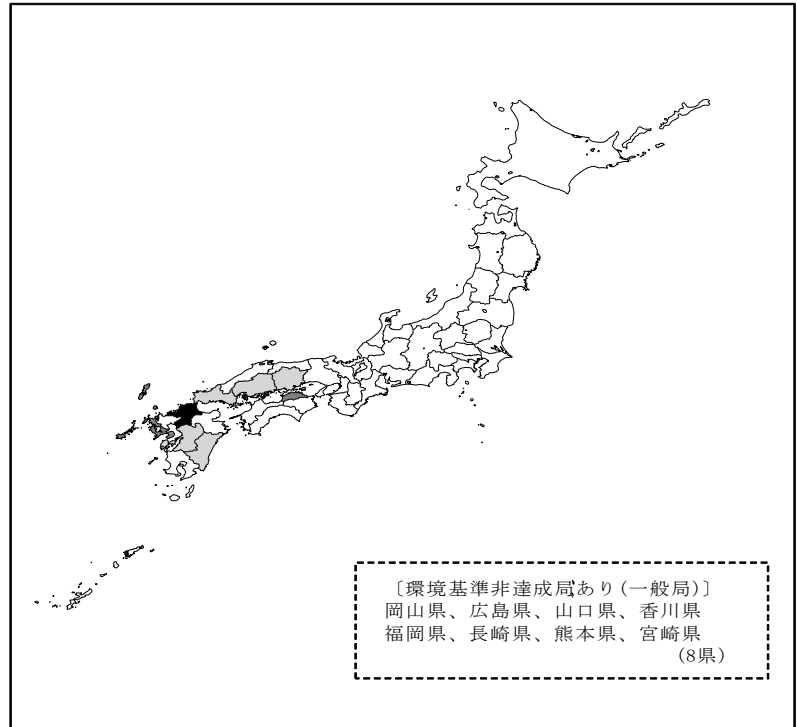 〔環境基準非達成局あり(一般局)〕
岡山県、広島県、山口県、香川県
福岡県、長崎県、熊本県、宮崎県
(8県)